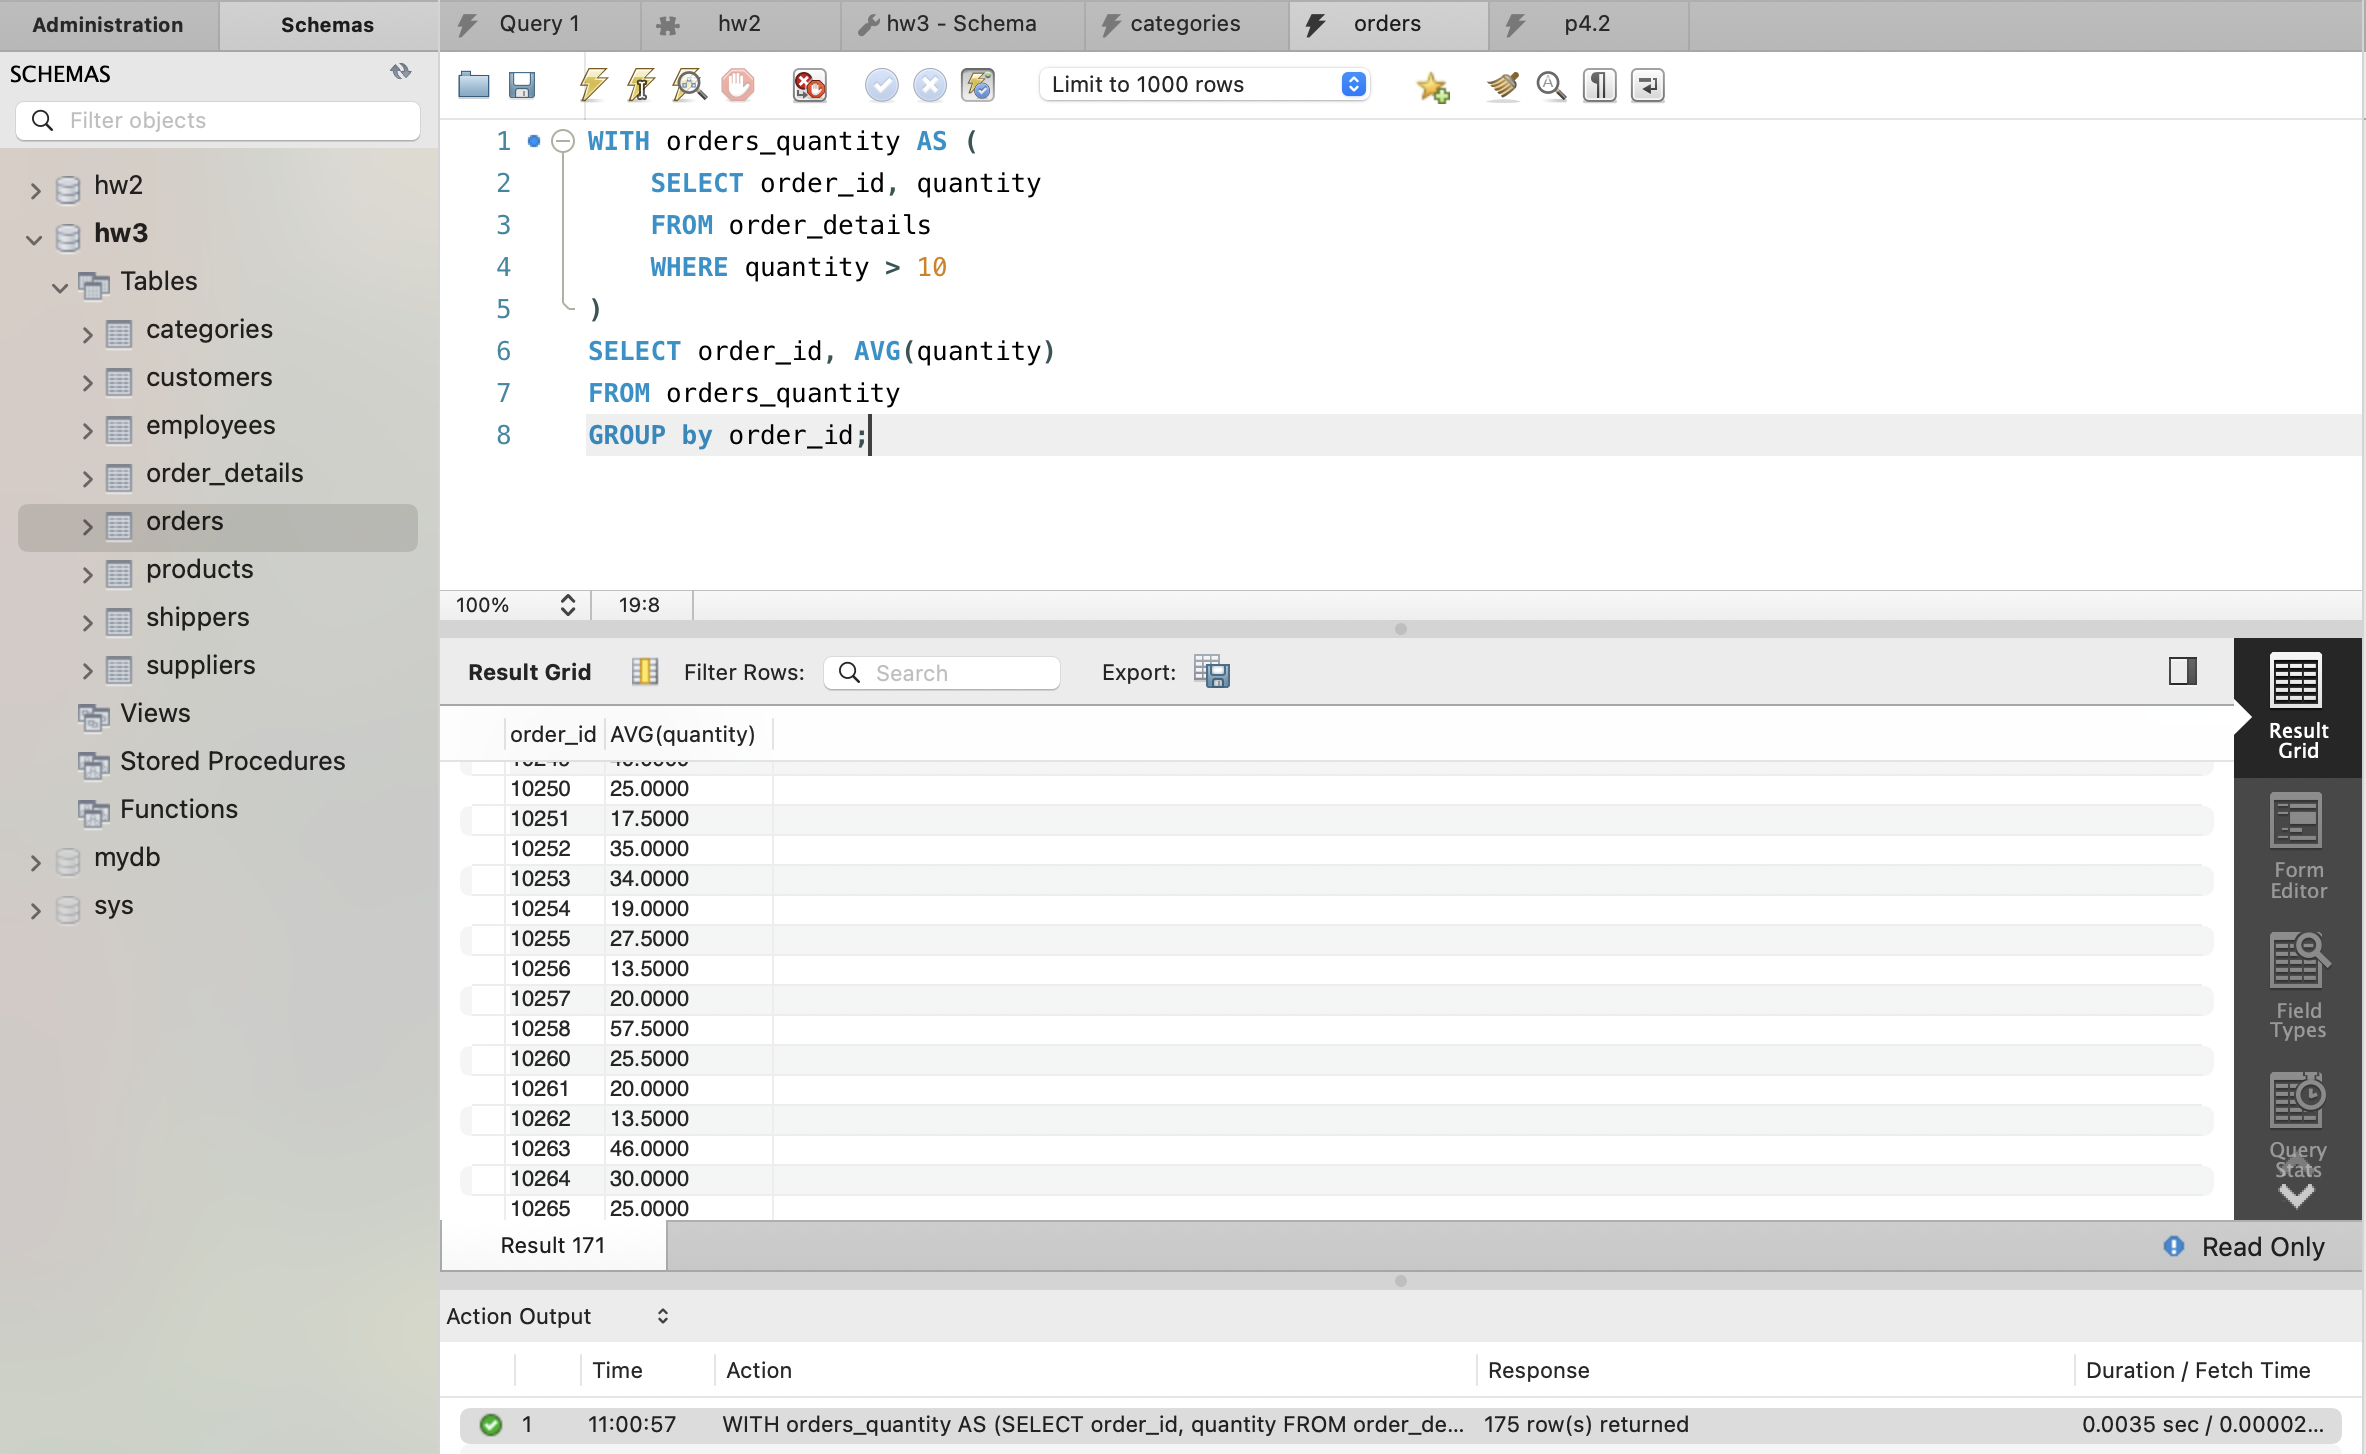 Administration
Schemas
Query 1
hw2
hw3 - Schema
categories
orders
p4.2
SCHEMAS
Filter objects
Limit to 1000 rows
hw2
hw3
Tables
categories
customers
employees
order_details
orders
products
shippers
suppliers
Views
Stored Procedures
Functions
mydb
sys
1 WITH orders_quantity AS (
2 SELECT order_id, quantity
3 FROM order_details
4 WHERE quantity > 10
5 )
6 SELECT order_id, AVG(quantity)
7 FROM orders_quantity
8 GROUP by order_id;
100% 19:8
Result Grid Filter Rows: Search Export:
order_id AVG(quantity)
10250 25.0000
10251 17.5000
10252 35.0000
10253 34.0000
10254 19.0000
10255 27.5000
10256 13.5000
10257 20.0000
10258 57.5000
10260 25.5000
10261 20.0000
10262 13.5000
10263 46.0000
10264 30.0000
10265 25.0000
Result
Grid
Form
Editor
Field
Types
Query
Stats
Result 171
Read Only
Action Output
Time Action Response Duration / Fetch Time
1 11:00:57 WITH orders_quantity AS (SELECT order_id, quantity FROM order_de... 175 row(s) returned 0.0035 sec / 0.00002...